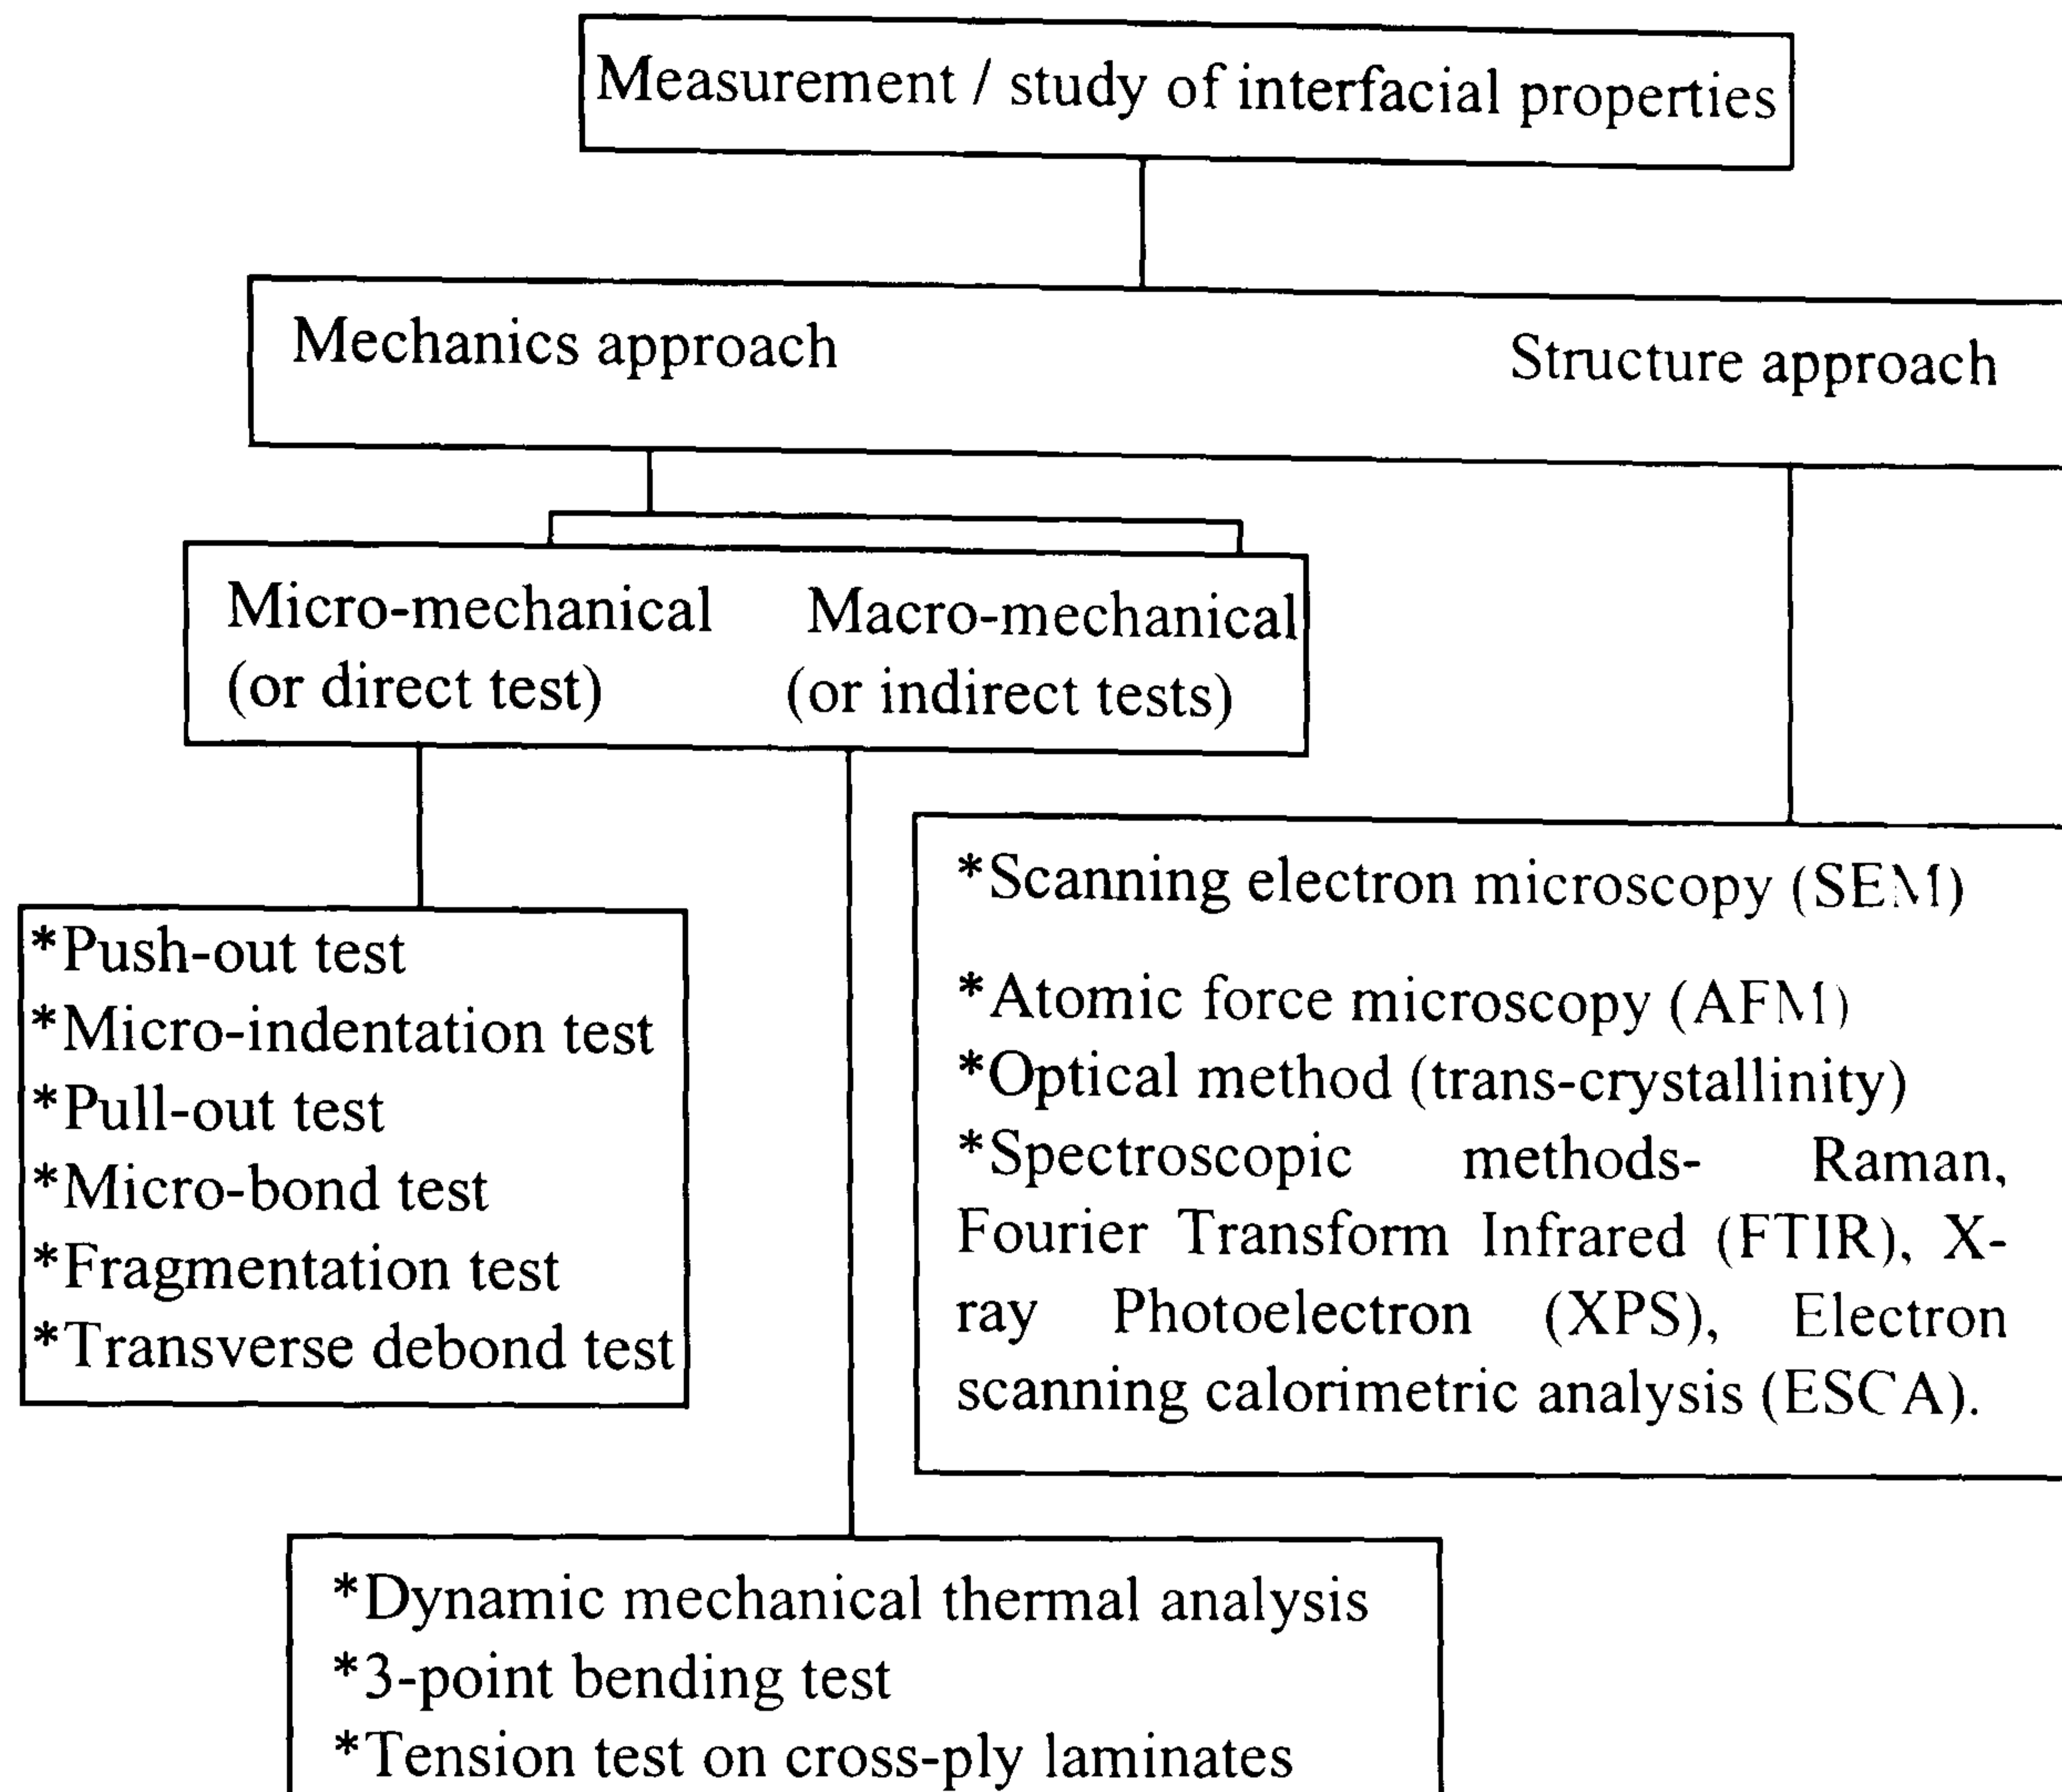 Measurement / study of interfacial properties
Mechanics approach
Structure approach
Micro-mechanical
(or direct test)
Macro-mechanical
(or indirect tests)
*Push-out test
*Micro-indentation test
*Pull-out test
*Micro-bond test
*Fragmentation test
*Transverse debond test
*Scanning electron microscopy (SEM)
*Atomic force microscopy (AFM)
*Optical method (trans-crystallinity)
*Spectroscopic methods- Raman,
Fourier Transform Infrared (FTIR), X-
ray Photoelectron (XPS), Electron
scanning calorimetric analysis (ESCA).
*Dynamic mechanical thermal analysis
*3-point bending test
*Tension test on cross-ply laminates